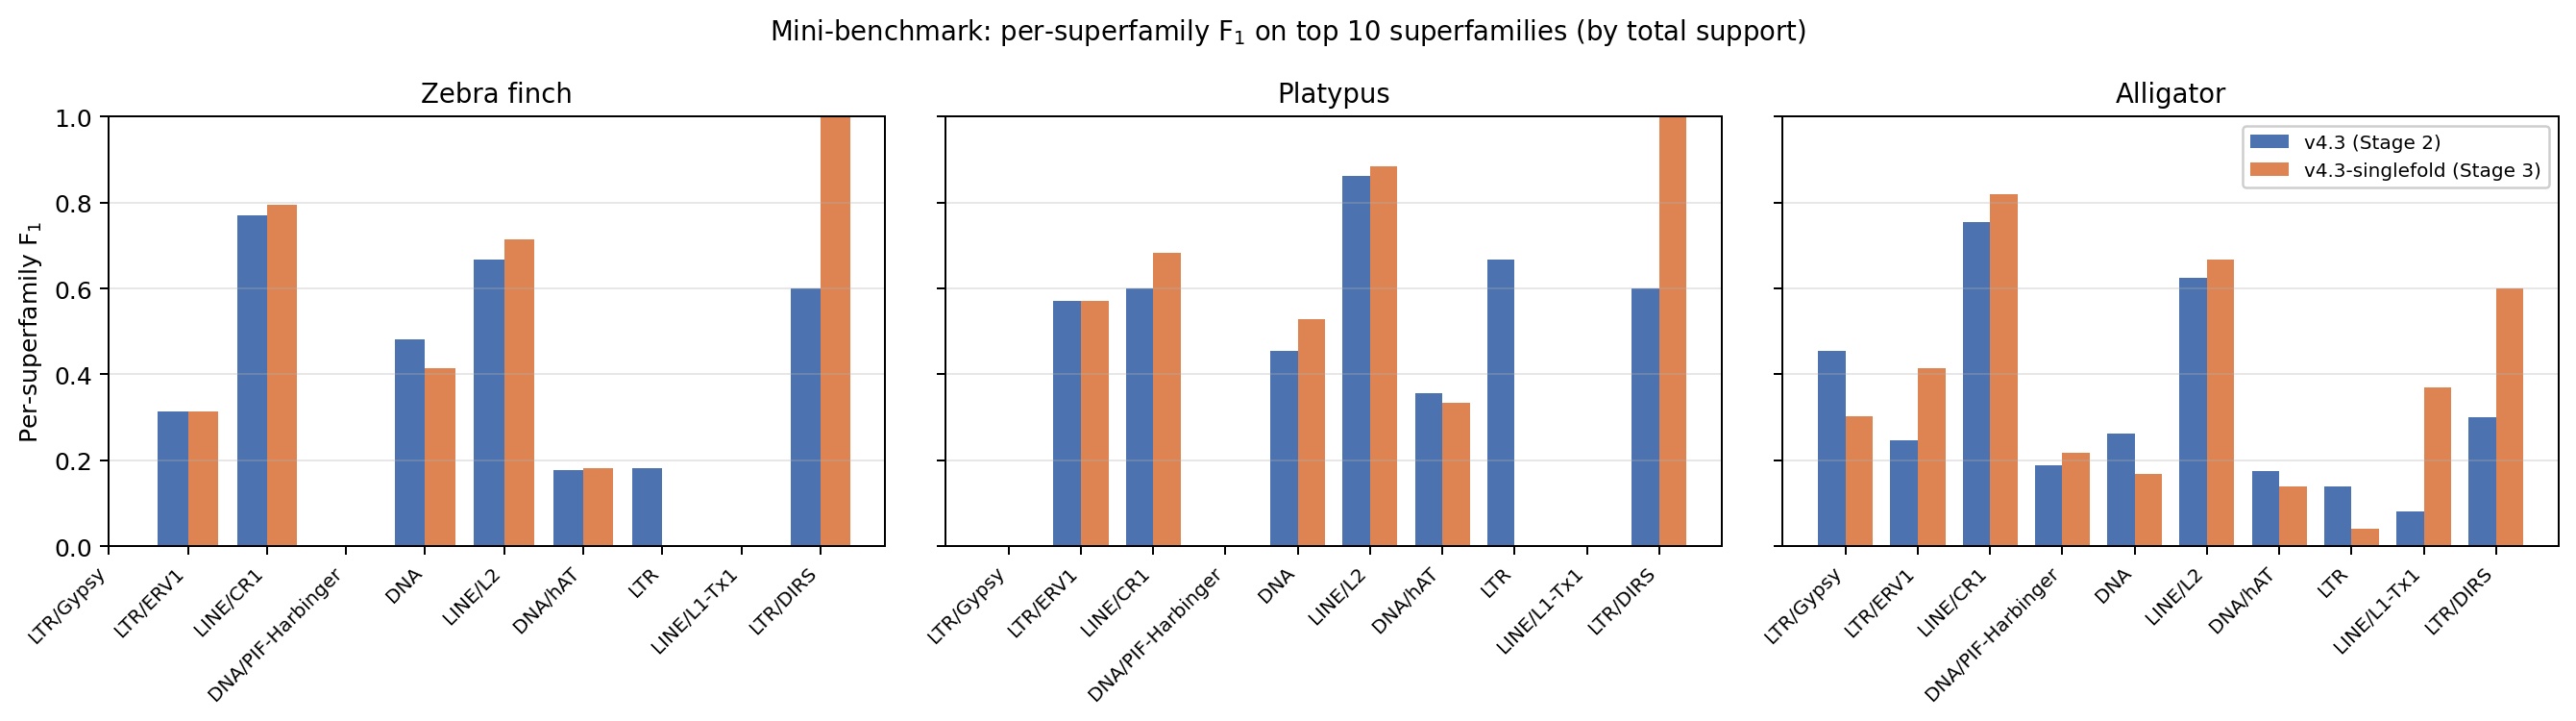 Mini-benchmark: per-superfamily F₁ on top 10 superfamilies (by total support)
Zebra finch
Platypus
Alligator
Per-superfamily F₁
1.0
0.8
0.6
0.4
0.2
0.0
v4.3 (Stage 2)
v4.3-singlefold (Stage 3)
LTR/Gypsy
LTR/ERV1
LINE/CR1
DNA/PIF-Harbinger
DNA
LINE/L2
DNA/hAT
LTR
LINE/L1-Tx1
LTR/DIRS
LTR/Gypsy
LTR/ERV1
LINE/CR1
DNA/PIF-Harbinger
DNA
LINE/L2
DNA/hAT
LTR
LINE/L1-Tx1
LTR/DIRS
LTR/Gypsy
LTR/ERV1
LINE/CR1
DNA/PIF-Harbinger
DNA
LINE/L2
DNA/hAT
LTR
LINE/L1-Tx1
LTR/DIRS